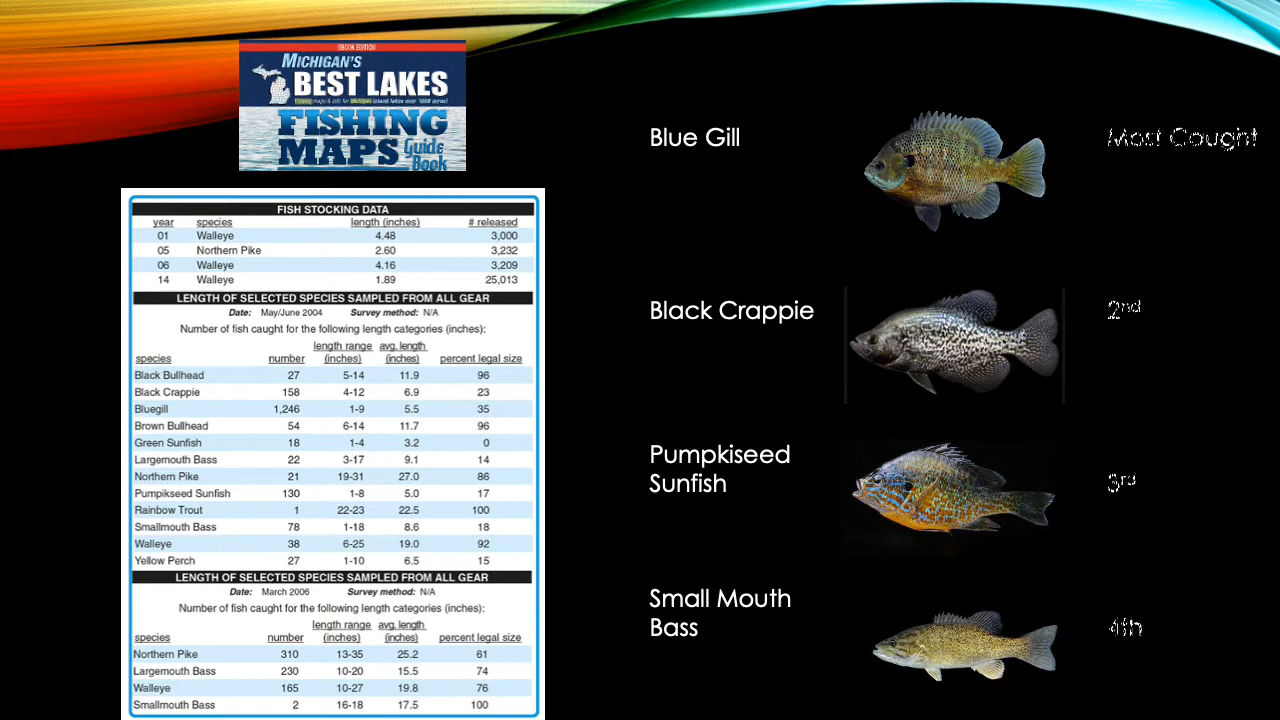 EBOOK EDITION
MICHIGAN'S
BEST LAKES
Fishing maps & info for Michigan inland lakes over 1000 acres!
FISHING
MAPS Guide
Book
FISH STOCKING DATA
year species length (inches) # released
01 Walleye 4.48 3,000
05 Northern Pike 2.60 3,232
06 Walleye 4.16 3,209
14 Walleye 1.89 25,013
LENGTH OF SELECTED SPECIES SAMPLED FROM ALL GEAR
Date: May/June 2004 Survey method: N/A
Number of fish caught for the following length categories (inches):
length range avg. length
species number (inches) (inches) percent legal size
Black Bullhead 27 5-14 11.9 96
Black Crappie 158 4-12 6.9 23
Bluegill 1,246 1-9 5.5 35
Brown Bullhead 54 6-14 11.7 96
Green Sunfish 18 1-4 3.2 0
Largemouth Bass 22 3-17 9.1 14
Northern Pike 21 19-31 27.0 86
Pumpikseed Sunfish 130 1-8 5.0 17
Rainbow Trout 1 22-23 22.5 100
Smallmouth Bass 78 1-18 8.6 18
Walleye 38 6-25 19.0 92
Yellow Perch 27 1-10 6.5 15
LENGTH OF SELECTED SPECIES SAMPLED FROM ALL GEAR
Date: March 2006 Survey method: N/A
Number of fish caught for the following length categories (inches):
length range avg. length
species number (inches) (inches) percent legal size
Northern Pike 310 13-35 25.2 61
Largemouth Bass 230 10-20 15.5 74
Walleye 165 10-27 19.8 76
Smallmouth Bass 2 16-18 17.5 100
Blue Gill Most Caught
Black Crappie 2nd
Pumpkiseed
Sunfish 3rd
Small Mouth
Bass 4th